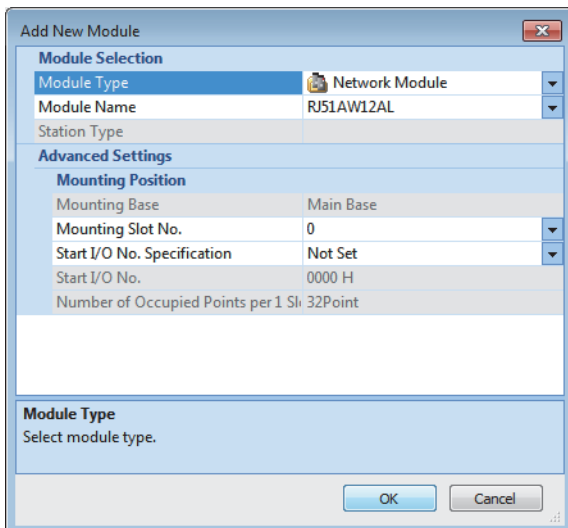 Add New Module
Module Selection
Module Type Network Module
Module Name RJ51AW12AL
Station Type
Advanced Settings
Mounting Position
Mounting Base Main Base
Mounting Slot No. 0
Start I/O No. Specification Not Set
Start I/O No. 0000 H
Number of Occupied Points per 1 Sl 32Point
Module Type
Select module type.
OK Cancel